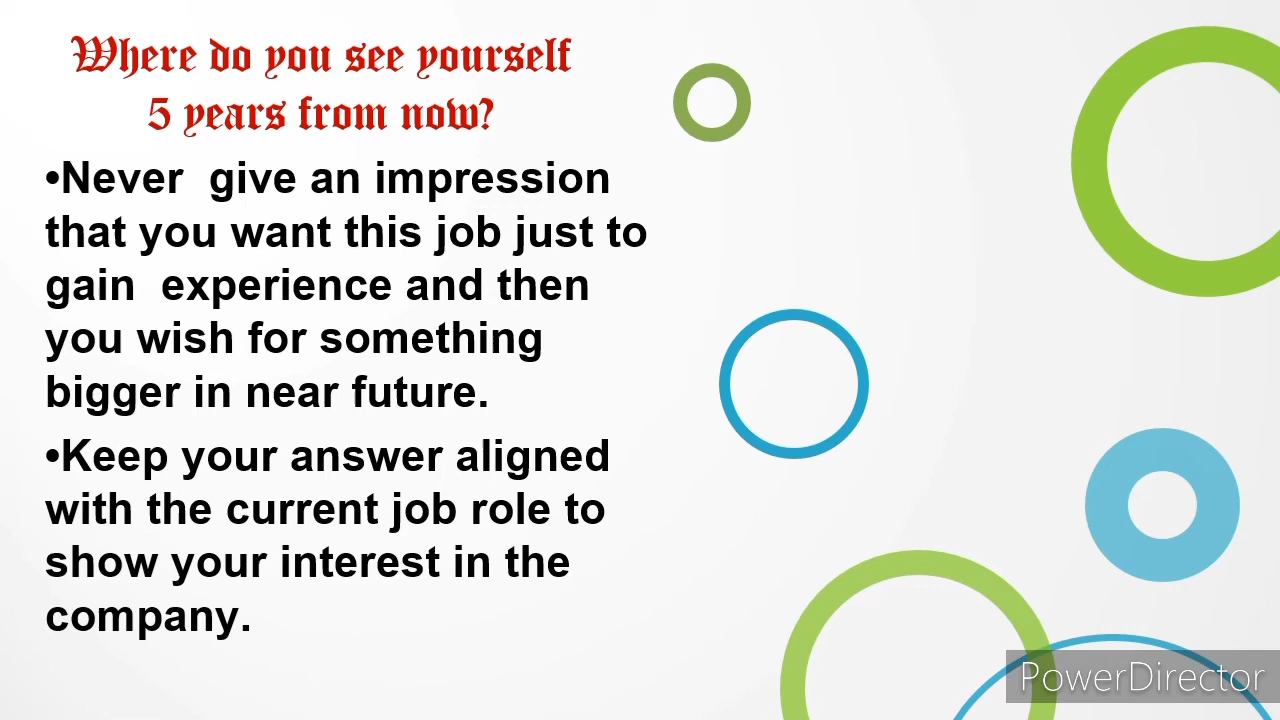 Where do you see yourself
5 years from now?
•Never  give an impression
that you want this job just to
gain  experience and then
you wish for something
bigger in near future.
•Keep your answer aligned
with the current job role to
show your interest in the
company.
PowerDirector